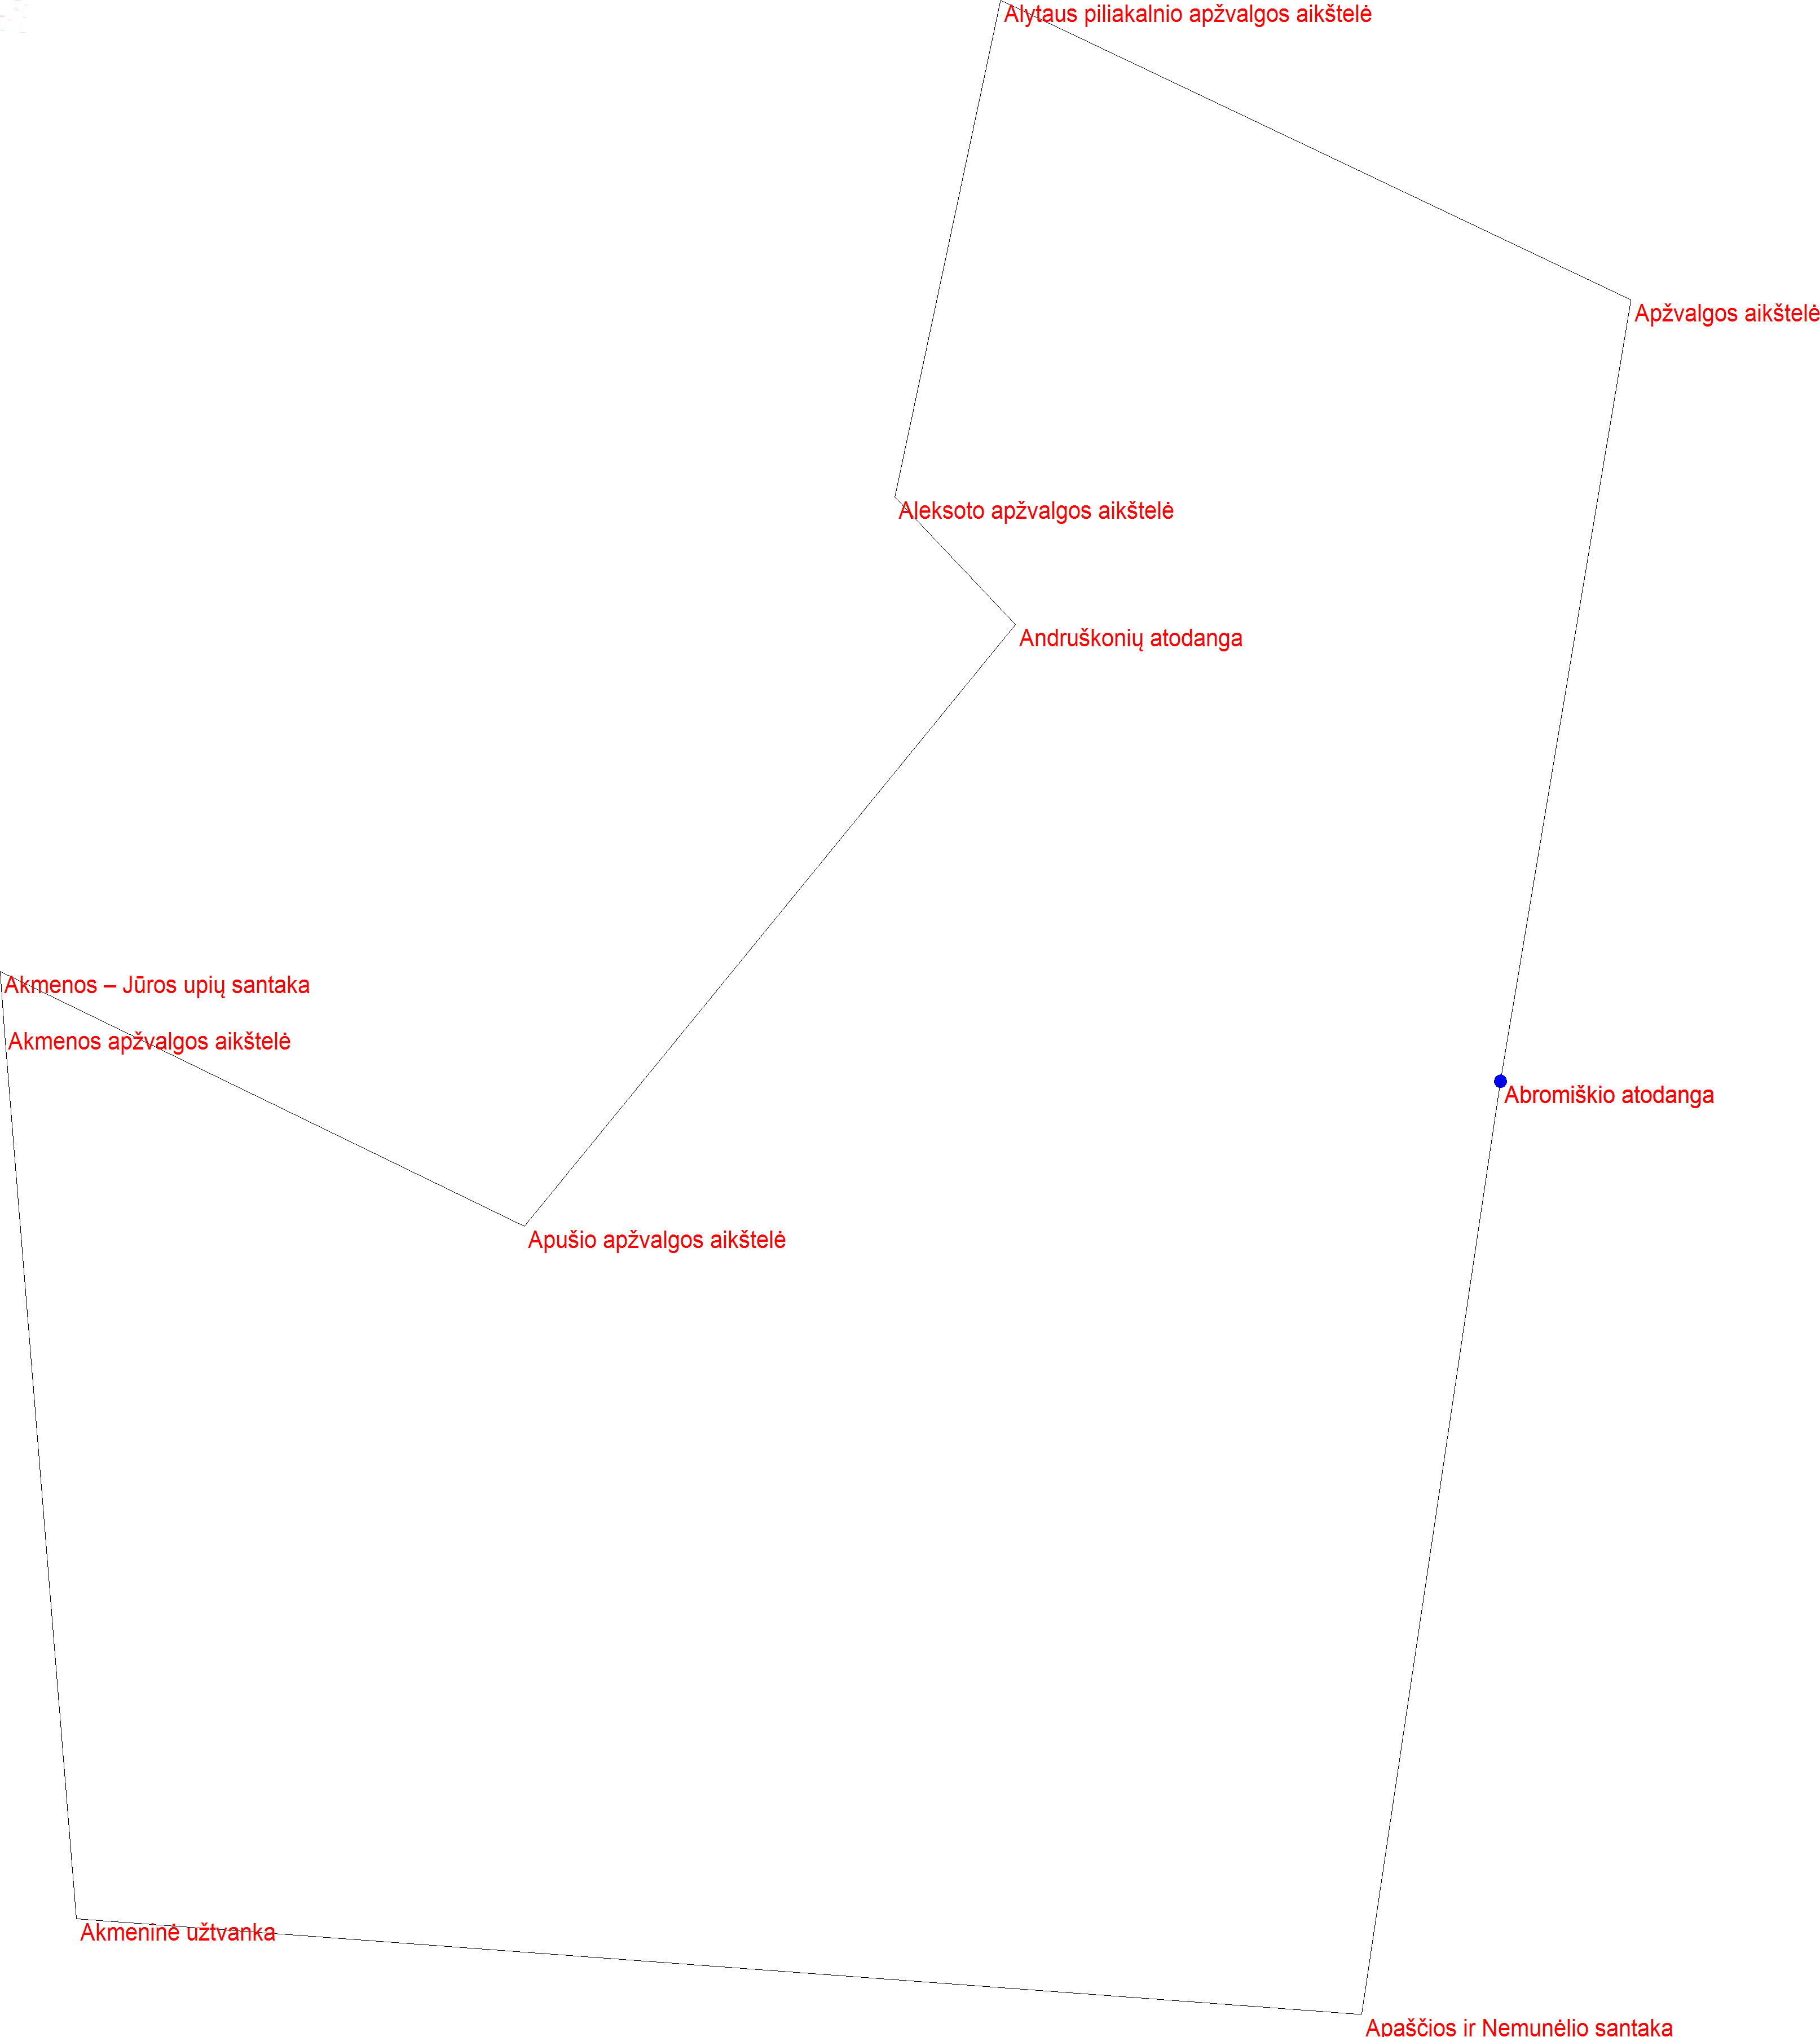 Alytaus piliakalnio apžvalgos aikštelė
Apžvalgos aikštelė
Aleksoto apžvalgos aikštelė
Andruškonių atodanga
Akmenos – Jūros upių santaka
Akmenos apžvalgos aikštelė
Abromiškio atodanga
Apušio apžvalgos aikštelė
Akmeninė užtvanka
Apaščios ir Nemunėlio santaka